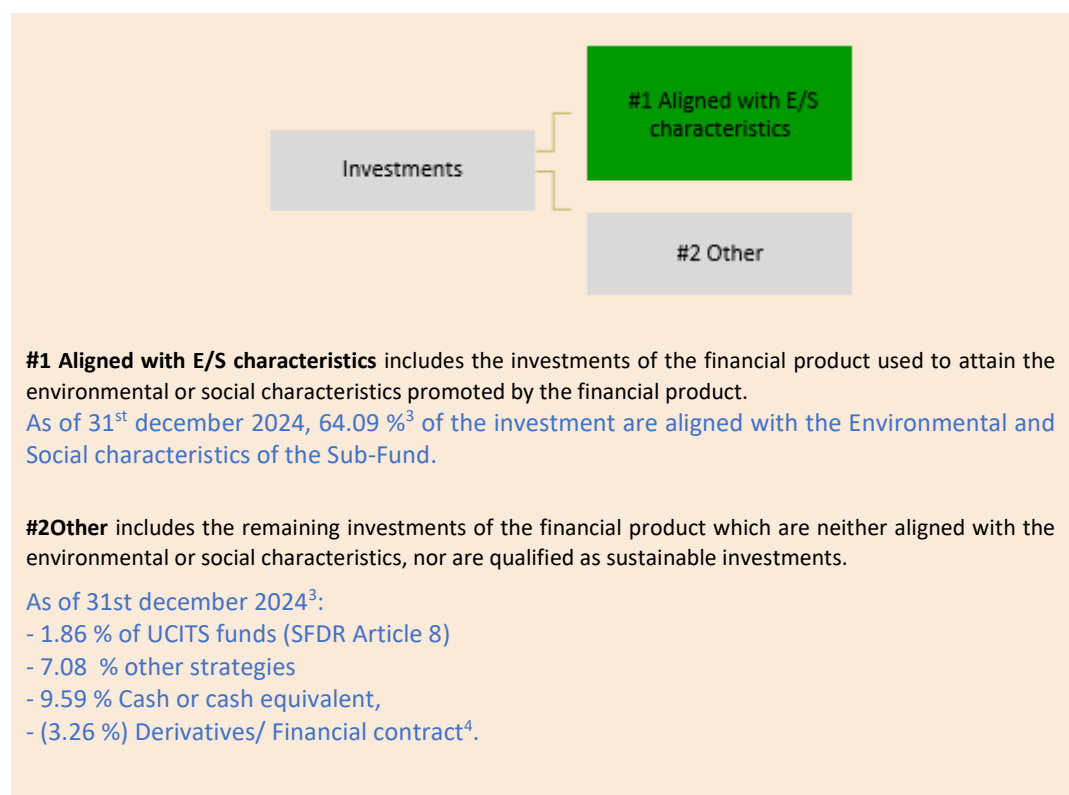 #1 Aligned with E/S
characteristics
Investments
#2 Other
#1 Aligned with E/S characteristics includes the investments of the financial product used to attain the
environmental or social characteristics promoted by the financial product.
As of 31st december 2024, 64.09 %3 of the investment are aligned with the Environmental and
Social characteristics of the Sub-Fund.
#2Other includes the remaining investments of the financial product which are neither aligned with the
environmental or social characteristics, nor are qualified as sustainable investments.
As of 31st december 20243:
- 1.86 % of UCITS funds (SFDR Article 8)
- 7.08  % other strategies
- 9.59 % Cash or cash equivalent,
- (3.26 %) Derivatives/ Financial contract4.